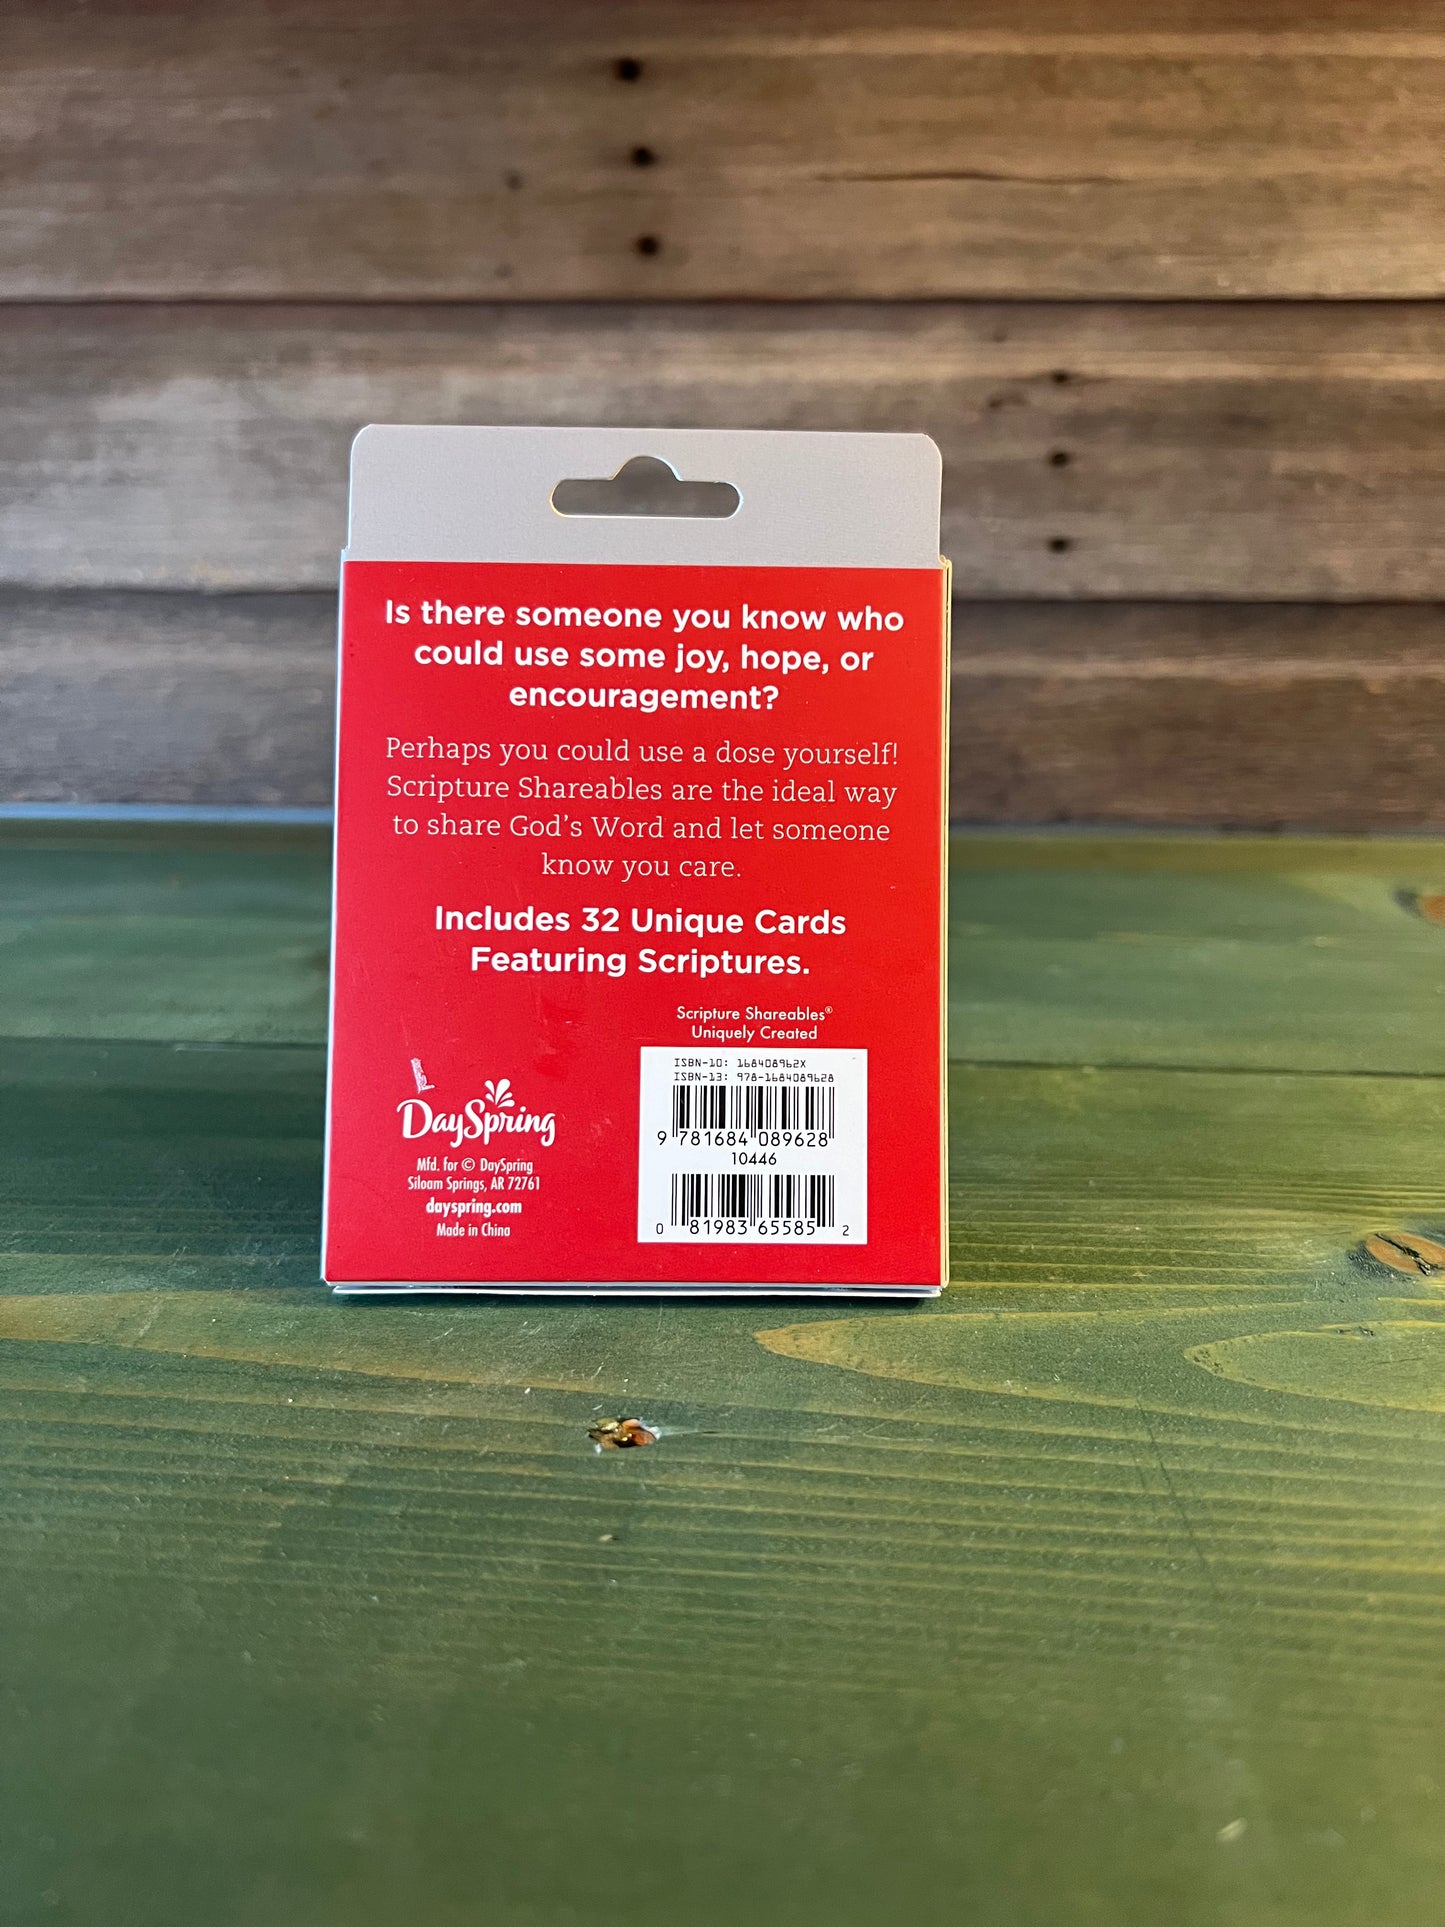 Is there someone you know who
could use some joy, hope, or
encouragement?
Perhaps you could use a dose yourself!
Scripture Shareables are the ideal way
to share God's Word and let someone
know you care.
Includes 32 Unique Cards
Featuring Scriptures.
Scripture Shareables®
Uniquely Created
ISBN-10: 168408962X
ISBN-13: 978-1684089628
9 781684 089628
10446
0 81983 65585 2
DaySpring
Mfd. for © DaySpring
Siloam Springs, AR 72761
dayspring.com
Made in China